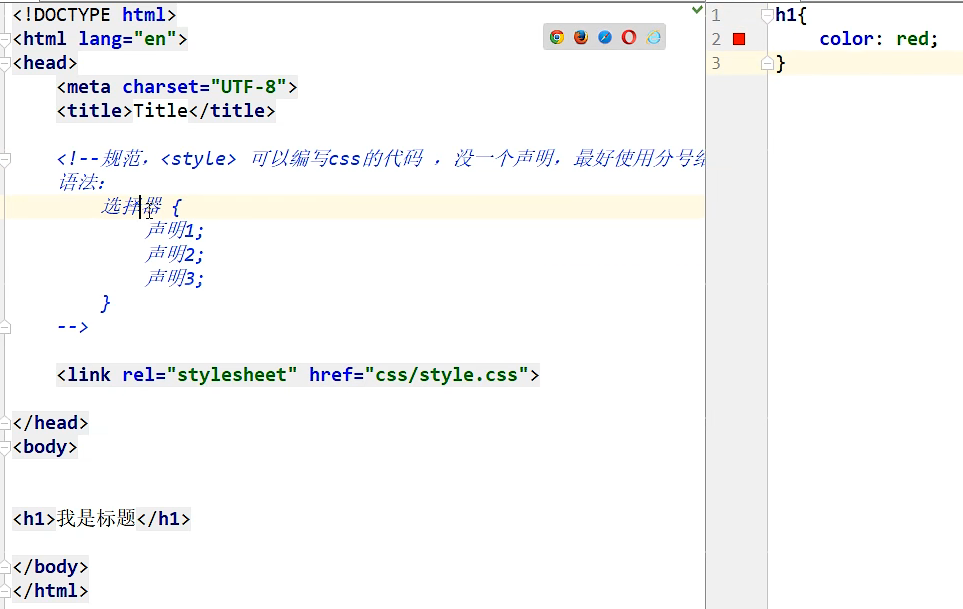 <!DOCTYPE html>
<html lang="en">
<head>
<meta charset="UTF-8">
<title>Title</title>
<!--规范，<style> 可以编写css的代码 ，没一个声明，最好使用分号
语法：
选择器 {
声明1;
声明2;
声明3;
}
-->
<link rel="stylesheet" href="css/style.css">
</head>
<body>
<h1>我是标题</h1>
</body>
</html>
1 h1{
2 color: red;
3 }